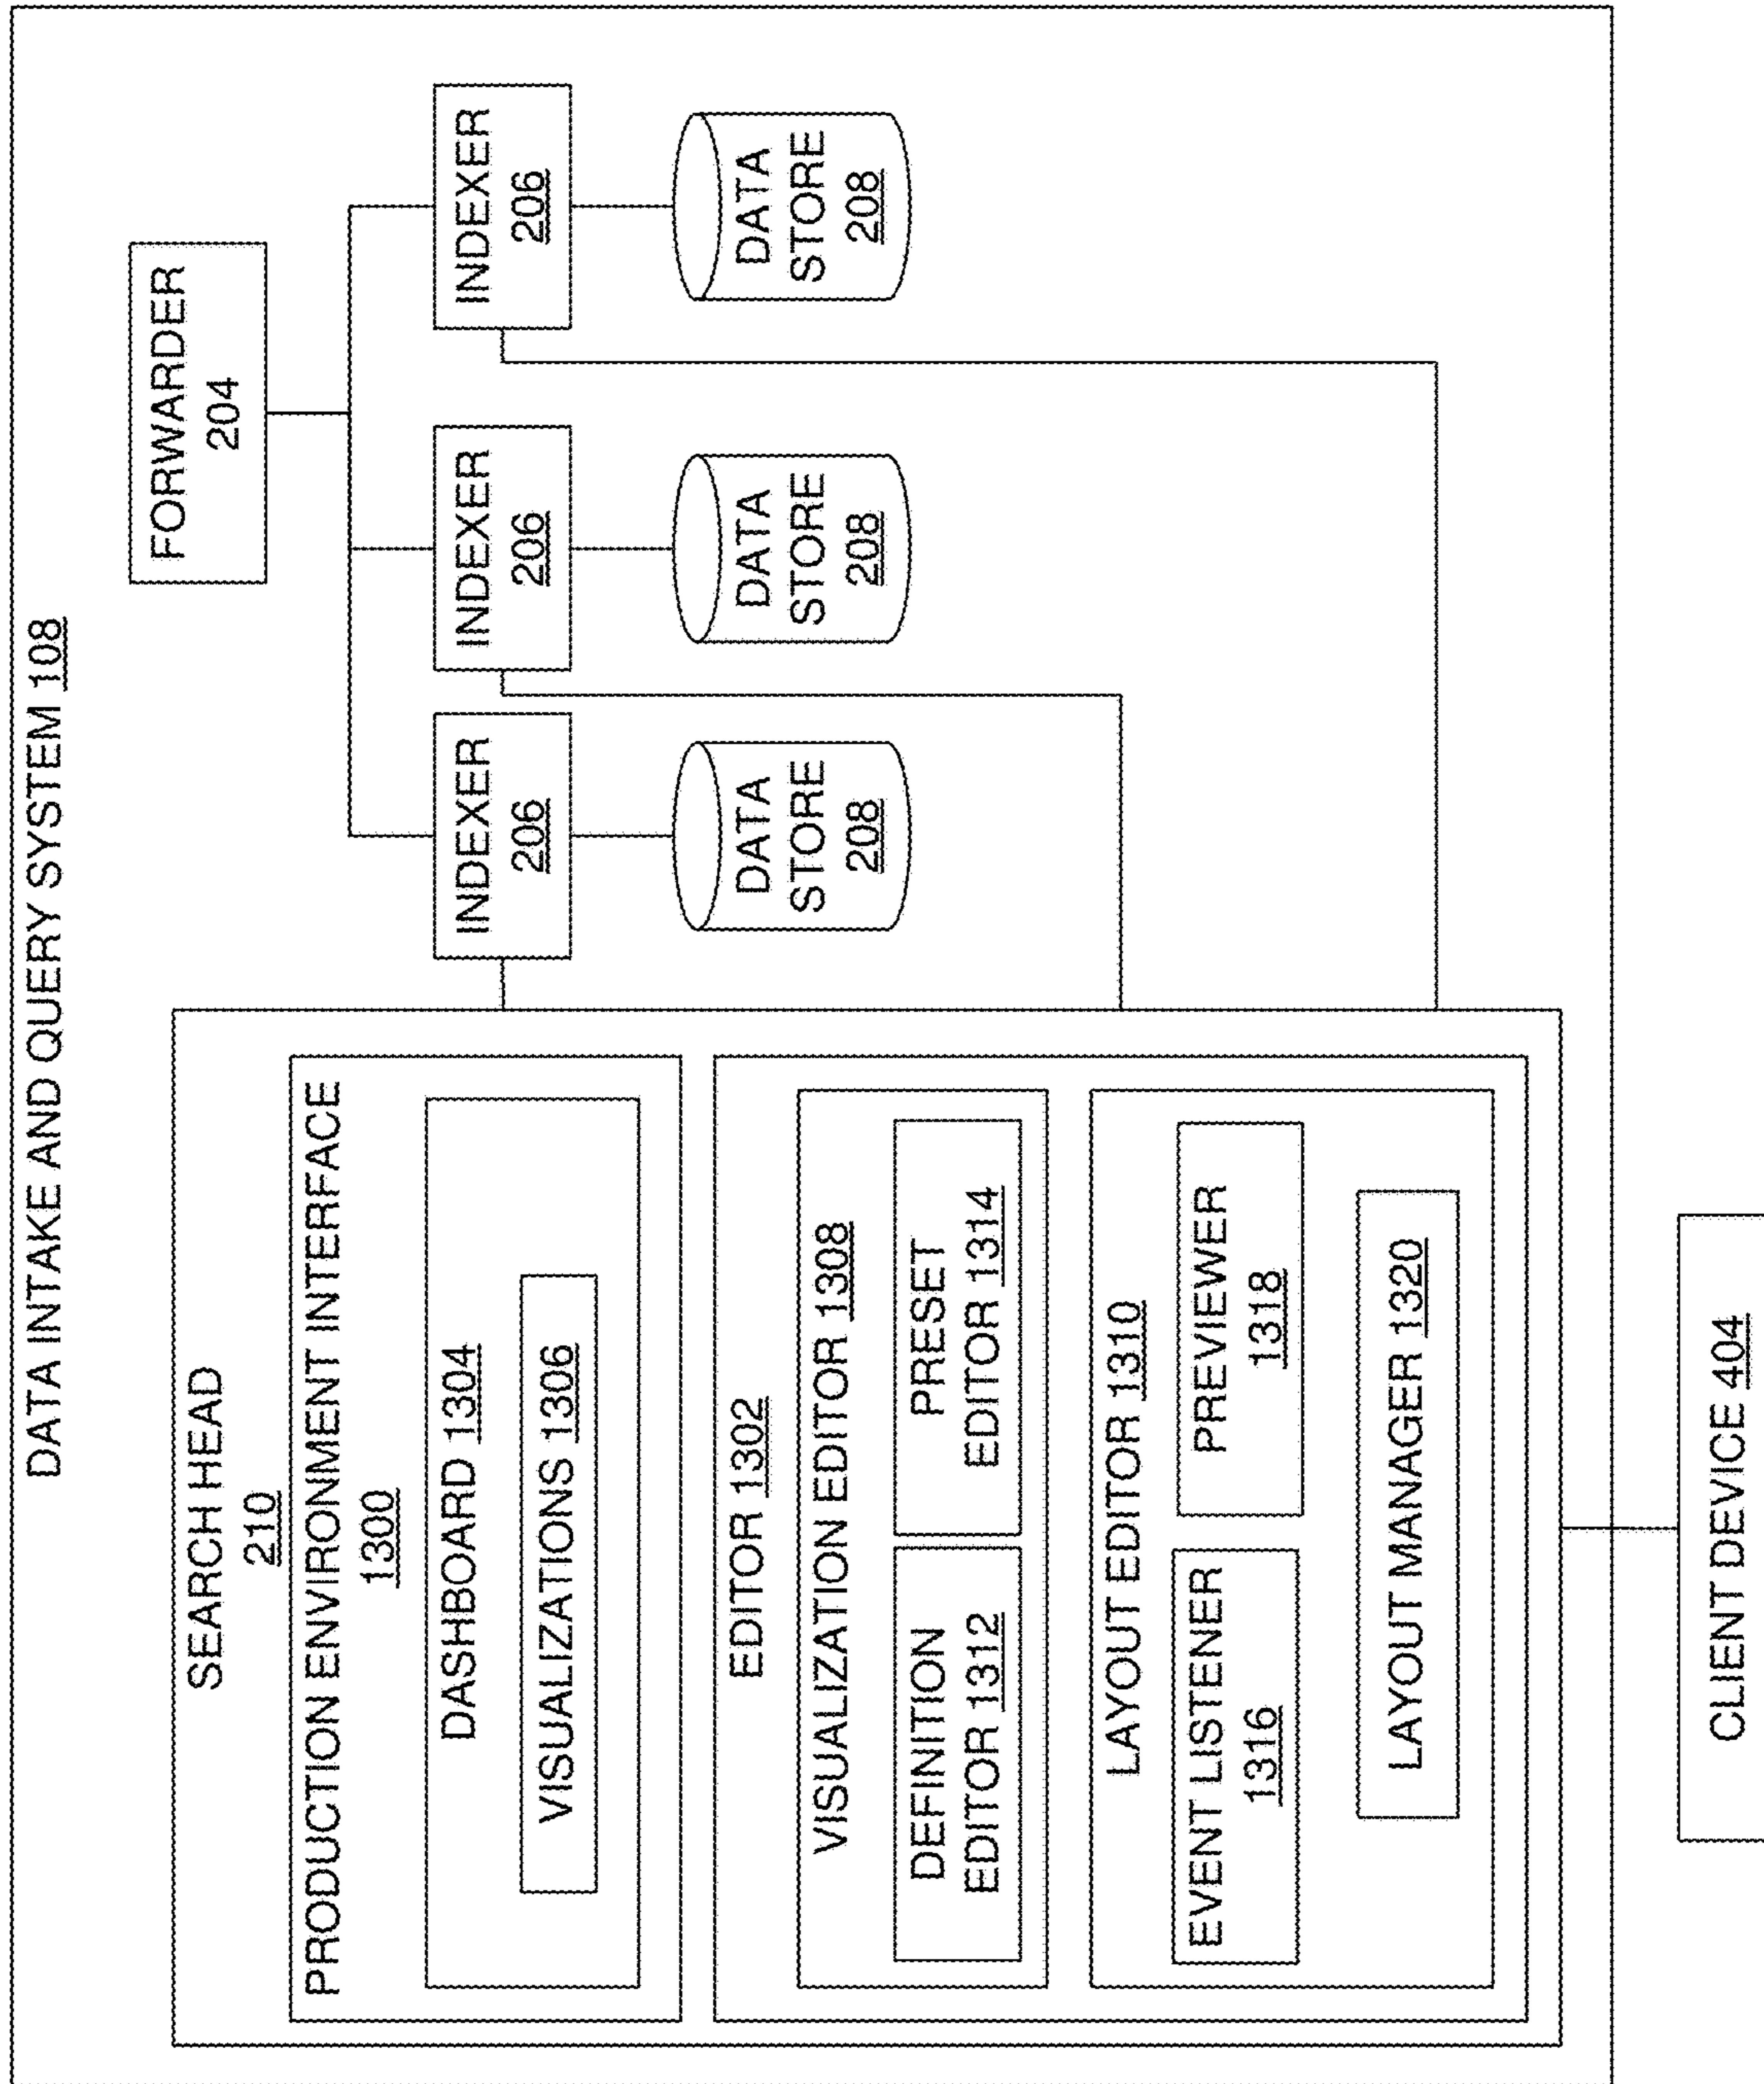 DATA INTAKE AND QUERY SYSTEM 108
SEARCH HEAD
210
PRODUCTION ENVIRONMENT INTERFACE
1300
DASHBOARD 1304
VISUALIZATIONS 1306
EDITOR 1302
VISUALIZATION EDITOR 1308
DEFINITION
EDITOR 1312
PRESET
EDITOR 1314
LAYOUT EDITOR 1310
EVENT LISTENER
1316
PREVIEWER
1318
LAYOUT MANAGER 1320
FORWARDER
204
INDEXER
206
INDEXER
206
INDEXER
206
DATA
STORE
208
DATA
STORE
208
DATA
STORE
208
CLIENT DEVICE 404